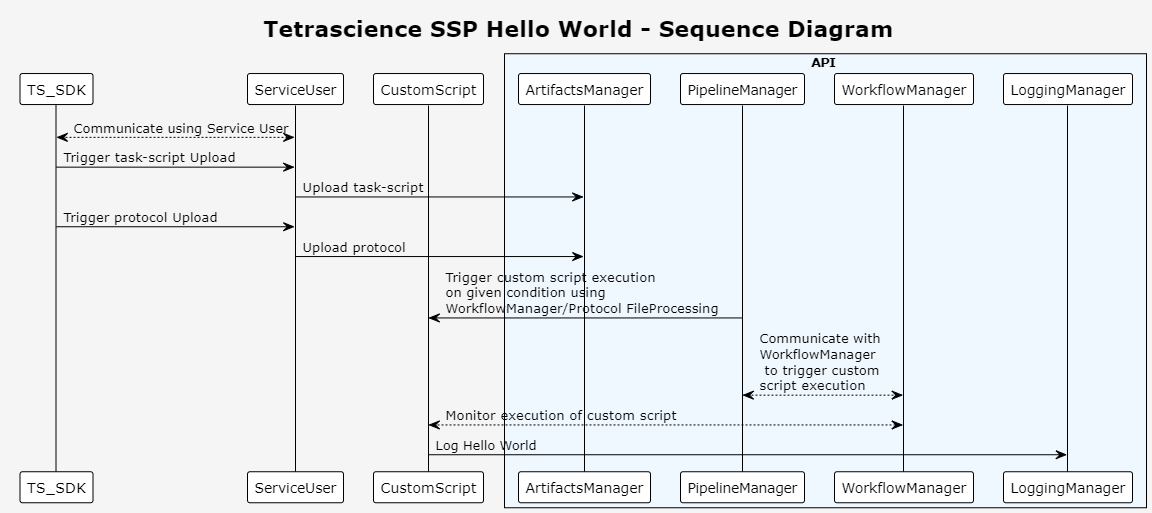 Tetrascience SSP Hello World - Sequence Diagram
API
TS_SDK
ServiceUser
CustomScript
ArtifactsManager
PipelineManager
WorkflowManager
LoggingManager
Communicate using Service User
Trigger task-script Upload
Upload task-script
Trigger protocol Upload
Upload protocol
Trigger custom script execution
on given condition using
WorkflowManager/Protocol FileProcessing
Communicate with
WorkflowManager
to trigger custom
script execution
Monitor execution of custom script
Log Hello World
TS_SDK
ServiceUser
CustomScript
ArtifactsManager
PipelineManager
WorkflowManager
LoggingManager